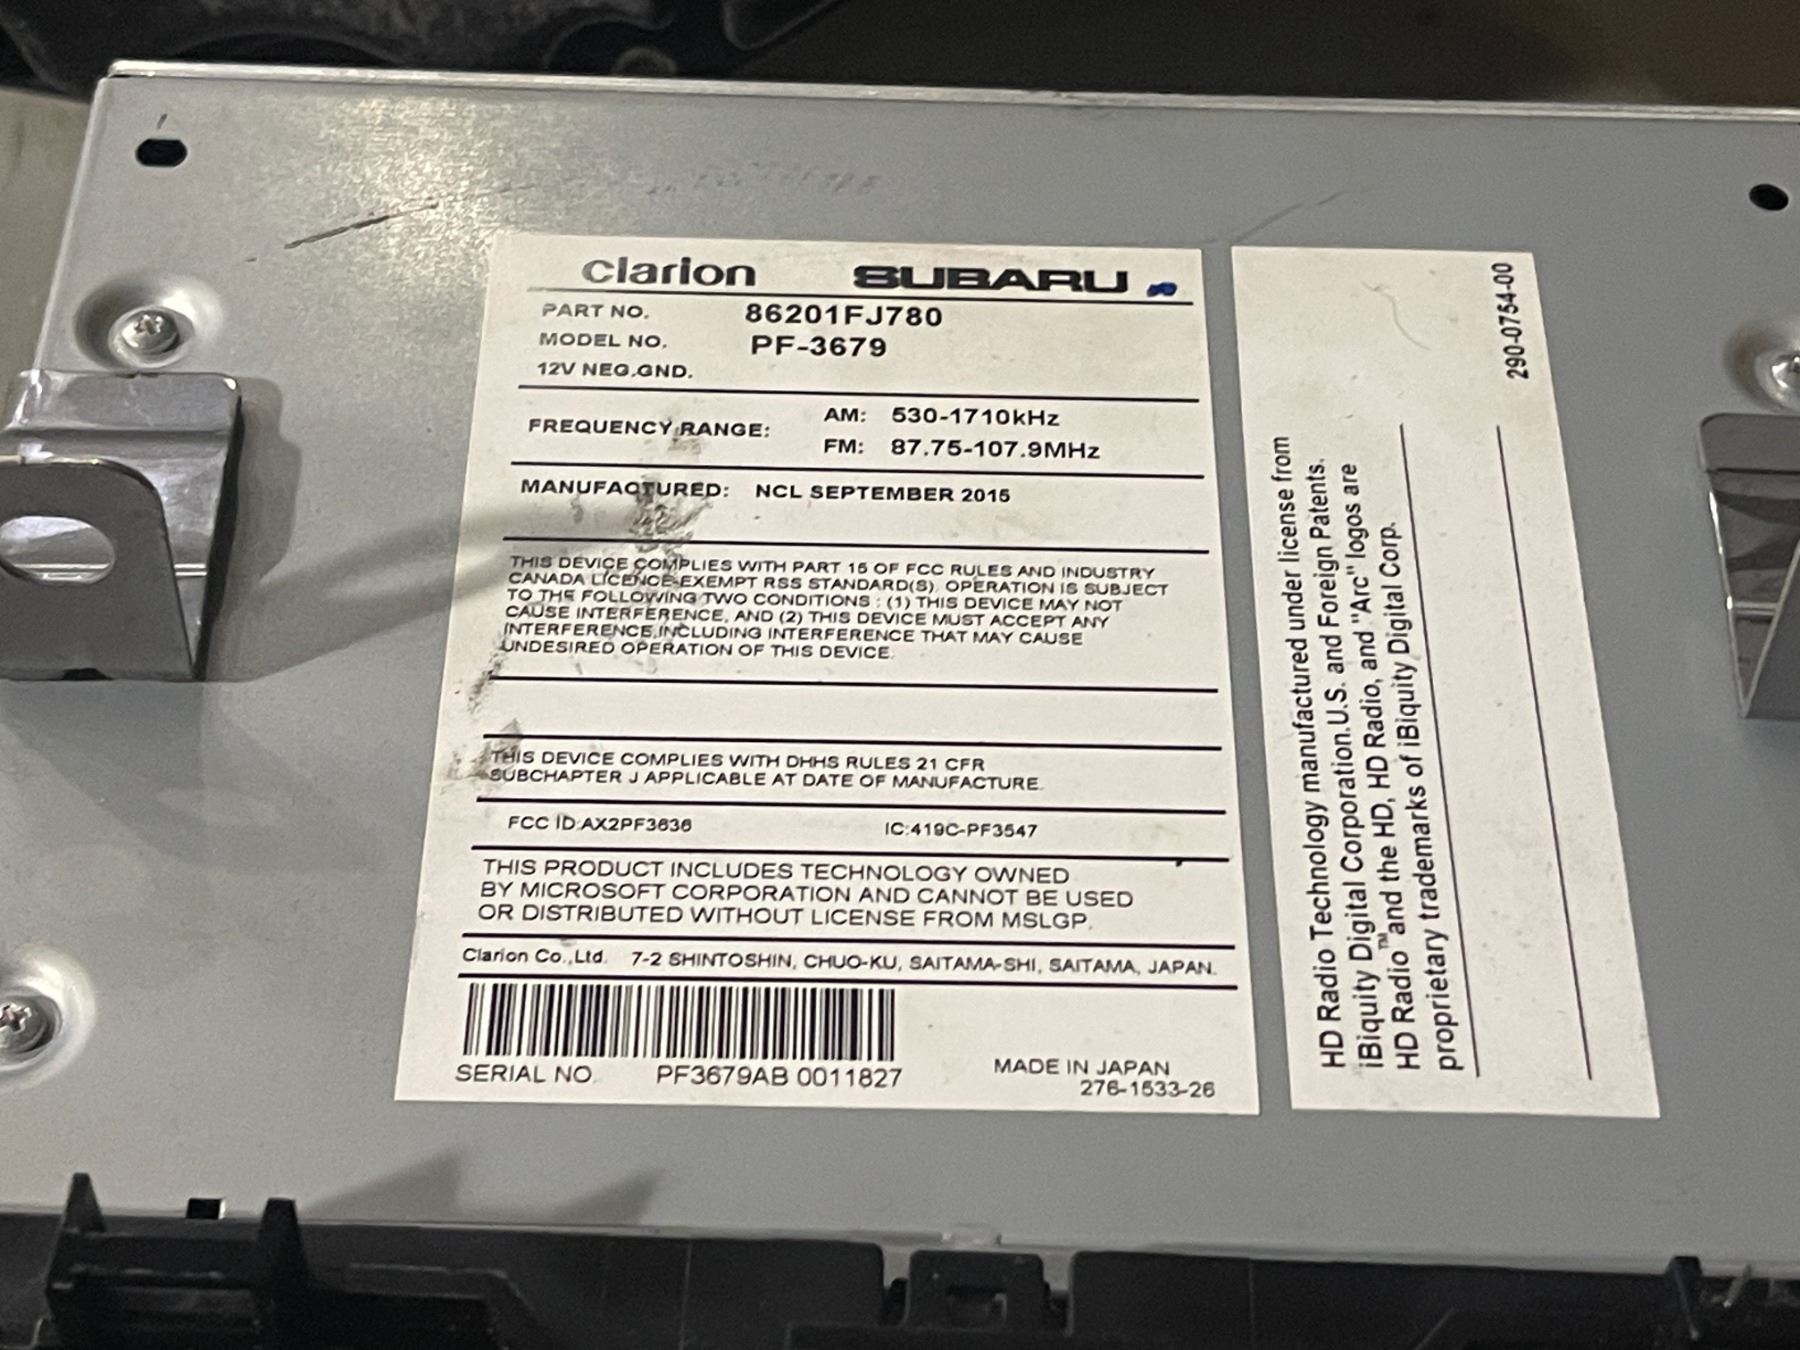 clarion SUBARU
PART NO. 86201FJ780
MODEL NO. PF-3679
12V NEG.GND.
FREQUENCY RANGE: AM: 530-1710kHz
FM: 87.75-107.9MHz
MANUFACTURED: NCL SEPTEMBER 2015
THIS DEVICE COMPLIES WITH PART 15 OF FCC RULES AND INDUSTRY
CANADA LICENCE-EXEMPT RSS STANDARD(S). OPERATION IS SUBJECT
TO THE FOLLOWING TWO CONDITIONS : (1) THIS DEVICE MAY NOT
CAUSE INTERFERENCE, AND (2) THIS DEVICE MUST ACCEPT ANY
INTERFERENCE,INCLUDING INTERFERENCE THAT MAY CAUSE
UNDESIRED OPERATION OF THIS DEVICE.
THIS DEVICE COMPLIES WITH DHHS RULES 21 CFR
SUBCHAPTER J APPLICABLE AT DATE OF MANUFACTURE.
FCC ID:AX2PF3636 IC:419C-PF3547
THIS PRODUCT INCLUDES TECHNOLOGY OWNED
BY MICROSOFT CORPORATION AND CANNOT BE USED
OR DISTRIBUTED WITHOUT LICENSE FROM MSLGP.
Clarion Co.,Ltd. 7-2 SHINTOSHIN, CHUO-KU, SAITAMA-SHI, SAITAMA, JAPAN.
SERIAL NO. PF3679AB 0011827
MADE IN JAPAN
276-1533-26
HD Radio Technology manufactured under license from
iBiquity Digital Corporation.U.S. and Foreign Patents.
HD Radio™ and the HD, HD Radio, and "Arc" logos are
proprietary trademarks of iBiquity Digital Corp.
290-0754-00